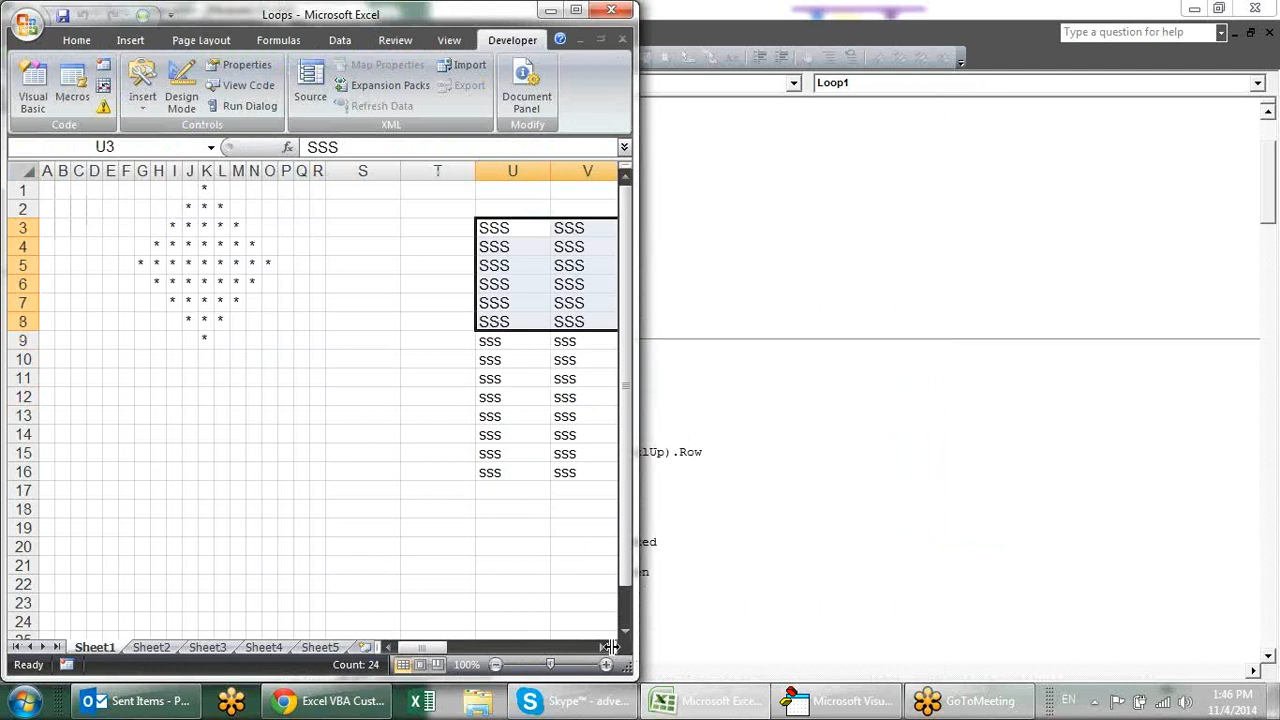 Loops - Microsoft Excel
Type a question for help
Home Insert Page Layout Formulas Data Review View Developer
Visual Basic
Macros
Code
Insert
Design Mode
Properties
View Code
Run Dialog
Controls
Source
Map Properties
Expansion Packs
Refresh Data
Import
Export
XML
Document Panel
Modify
Loop1
U3 fx SSS
A B C D E F G H I J K L M N O P Q R S T U V
1 *
2 * * *
3 * * * * * SSS SSS
4 * * * * * * * SSS SSS
5 * * * * * * * * * SSS SSS
6 * * * * * * * SSS SSS
7 * * * * * SSS SSS
8 * * * SSS SSS
9 * sss sss
10 sss sss
11 sss sss
12 sss sss
13 sss sss
14 sss sss
15 sss sss
16 sss sss
17
18
19
20
21
22
23
24
lUp).Row
ked
en
Sheet1 Sheet2 Sheet3 Sheet4 Sheet5
Ready Count: 24 100%
Sent Items - P... Excel VBA Cust... Skype™ - adve... Microsoft Exce... Microsoft Visu... GoToMeeting EN 1:46 PM
11/4/2014